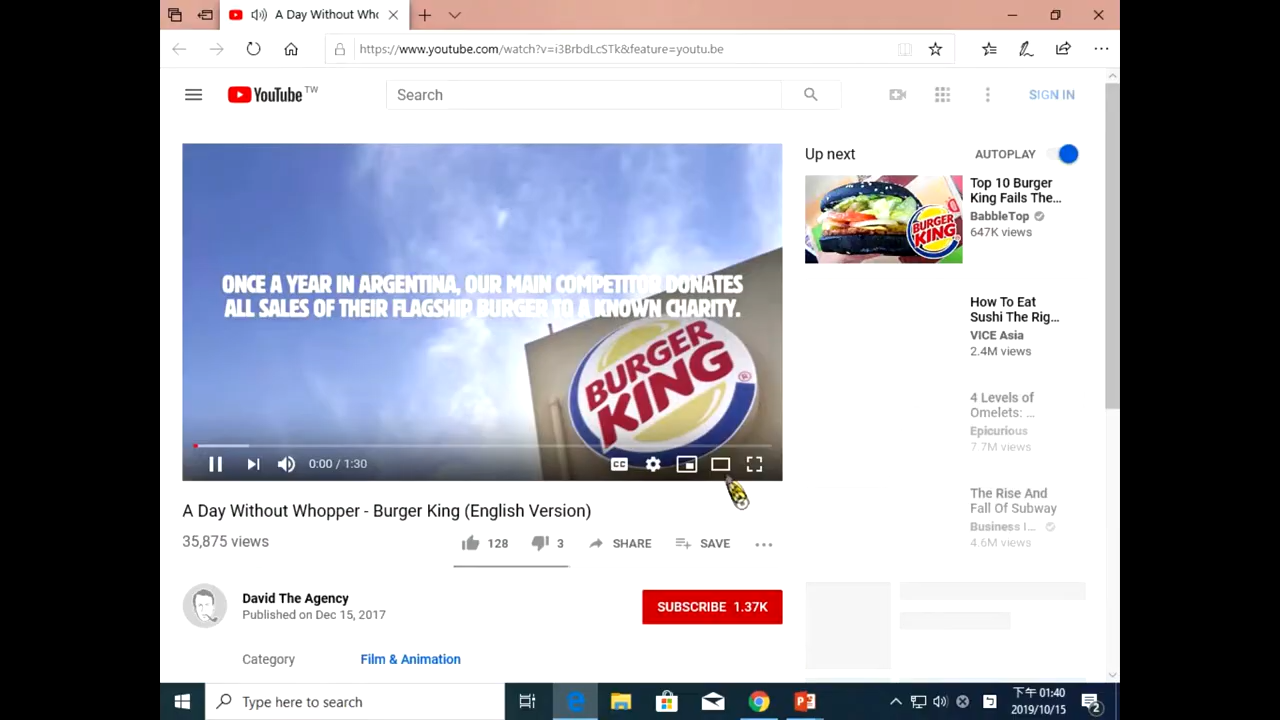 A Day Without Who
https://www.youtube.com/watch?v=i3BrbdLcSTk&feature=youtu.be
YouTube TW
Search
SIGN IN
ONCE A YEAR IN ARGENTINA, OUR MAIN COMPETITOR DONATES
ALL SALES OF THEIR FLAGSHIP BURGER TO A KNOWN CHARITY.
BURGER
KING
®
CC
0:00 / 1:30
A Day Without Whopper - Burger King (English Version)
35,875 views
128
3
SHARE
SAVE
David The Agency
Published on Dec 15, 2017
SUBSCRIBE 1.37K
Category
Film & Animation
Up next
AUTOPLAY
BURGER
KING
Top 10 Burger
King Fails The…
BabbleTop
647K views
How To Eat
Sushi The Rig…
VICE Asia
2.4M views
4 Levels of
Omelets: …
Epicurious
7.7M views
The Rise And
Fall Of Subway
Business I…
4.6M views
Type here to search
下午 01:40
2019/10/15
2